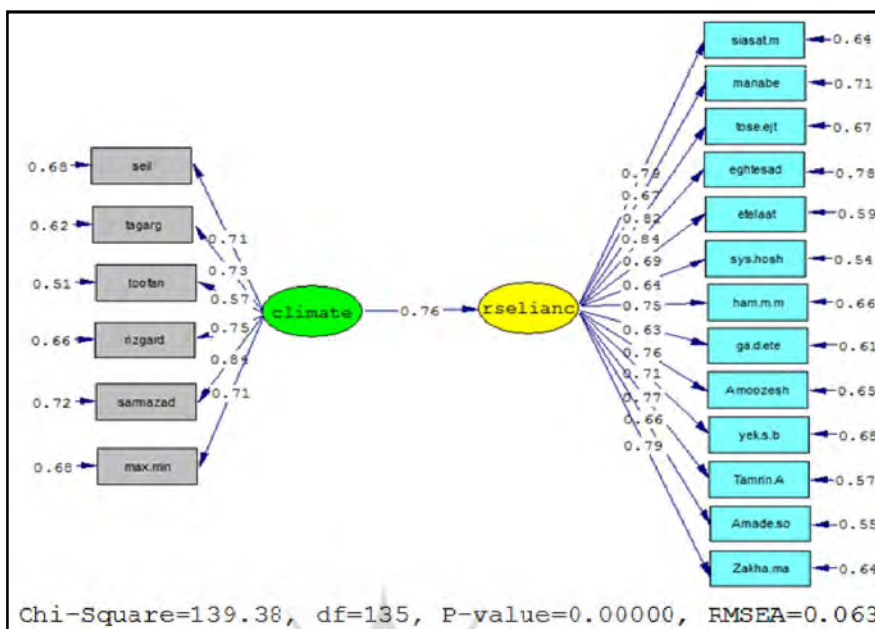 0.68 seil
0.62 tagarg
0.51 toofan
0.66 rizgard
0.72 sarmazad
0.68 max.min
0.71
0.73
0.57
0.75
0.84
0.71
climate 0.76 rselianc
0.79
0.67
0.82
0.84
0.69
0.64
0.75
0.63
0.76
0.71
0.77
0.66
0.79
siasat.m 0.64
manabe 0.71
tose.ejt 0.67
eghtesad 0.78
etelaat 0.59
sys.hosh 0.54
ham.m.m 0.66
ga.d.ete 0.61
Amoozesh 0.65
yek.s.b 0.68
Tamrin.A 0.57
Amade.so 0.55
Zakha.ma 0.64
Chi-Square=139.38, df=135, P-value=0.00000, RMSEA=0.063